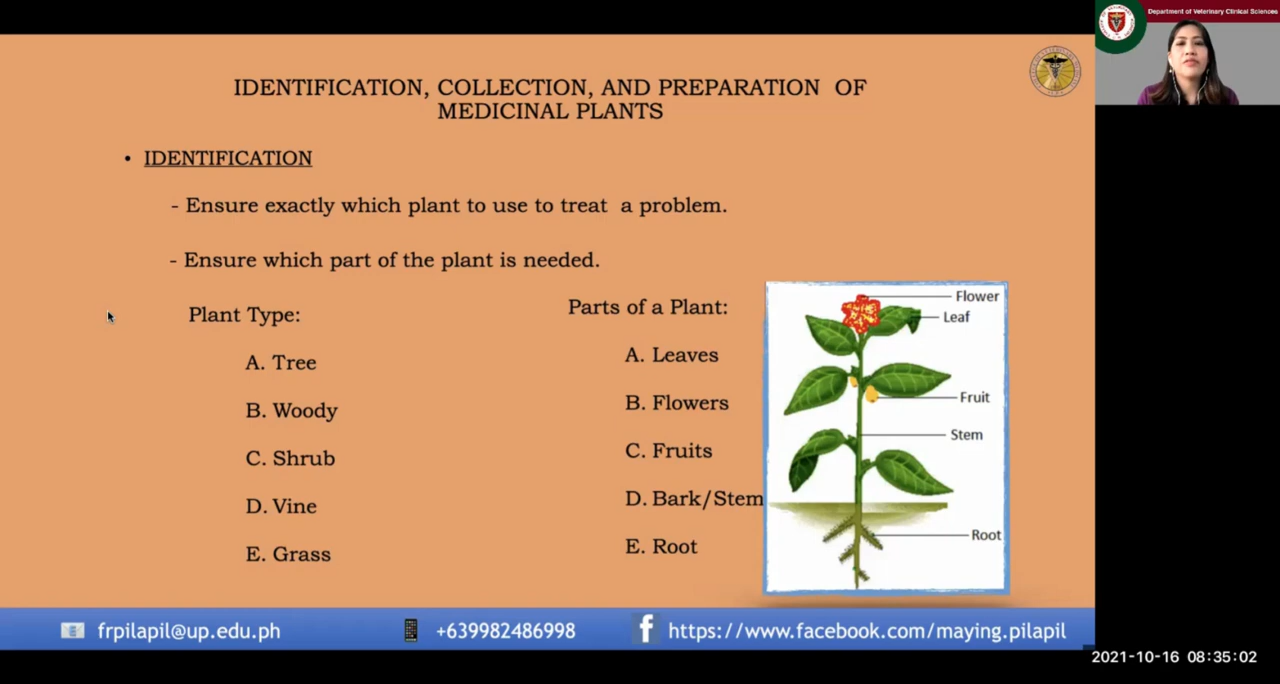 Department of Veterinary Clinical Sciences
IDENTIFICATION, COLLECTION, AND PREPARATION OF
MEDICINAL PLANTS
• IDENTIFICATION
- Ensure exactly which plant to use to treat a problem.
- Ensure which part of the plant is needed.
Plant Type:
A. Tree
B. Woody
C. Shrub
D. Vine
E. Grass
Parts of a Plant:
A. Leaves
B. Flowers
C. Fruits
D. Bark/Stem
E. Root
Flower
Leaf
Fruit
Stem
Root
frpilapil@up.edu.ph
+639982486998
https://www.facebook.com/maying.pilapil
2021-10-16 08:35:02